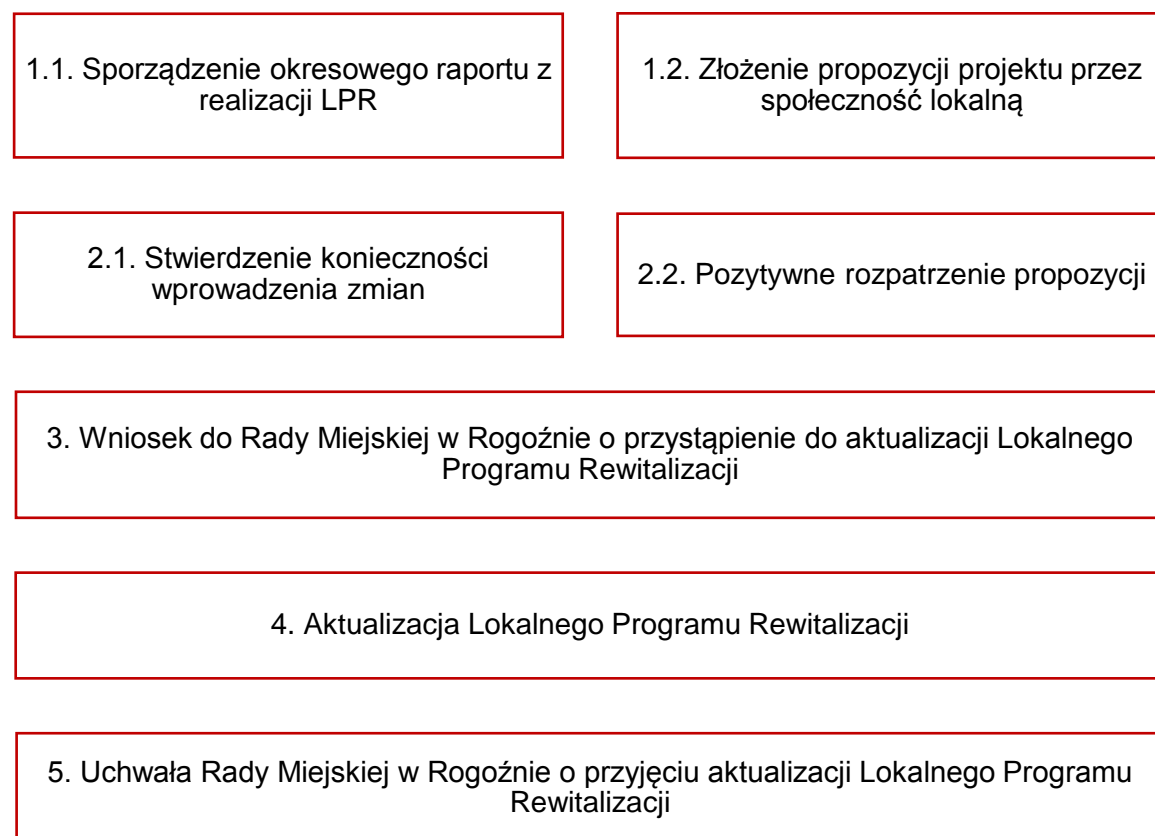 1.1. Sporządzenie okresowego raportu z
realizacji LPR
1.2. Złożenie propozycji projektu przez
społeczność lokalną
2.1. Stwierdzenie konieczności
wprowadzenia zmian
2.2. Pozytywne rozpatrzenie propozycji
3. Wniosek do Rady Miejskiej w Rogoźnie o przystąpienie do aktualizacji Lokalnego
Programu Rewitalizacji
4. Aktualizacja Lokalnego Programu Rewitalizacji
5. Uchwała Rady Miejskiej w Rogoźnie o przyjęciu aktualizacji Lokalnego Programu
Rewitalizacji